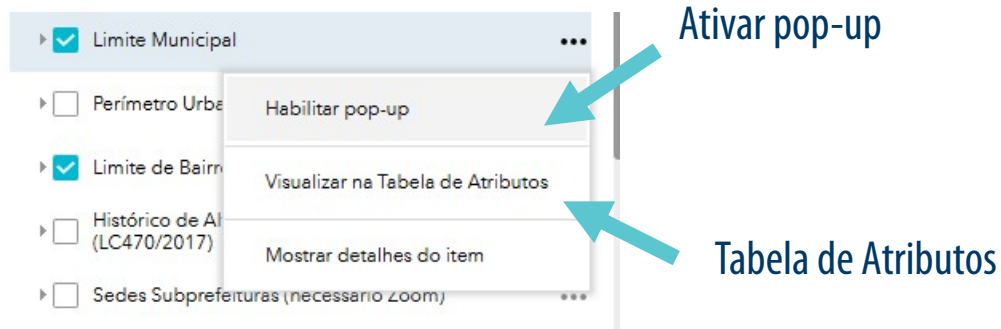 Limite Municipal
Ativar pop-up
Perímetro Urba
Habilitar pop-up
Limite de Bairr
Visualizar na Tabela de Atributos
Histórico de Al
(LC470/2017)
Mostrar detalhes do item
Tabela de Atributos
Sedes Subprefeituras (necessário Zoom)